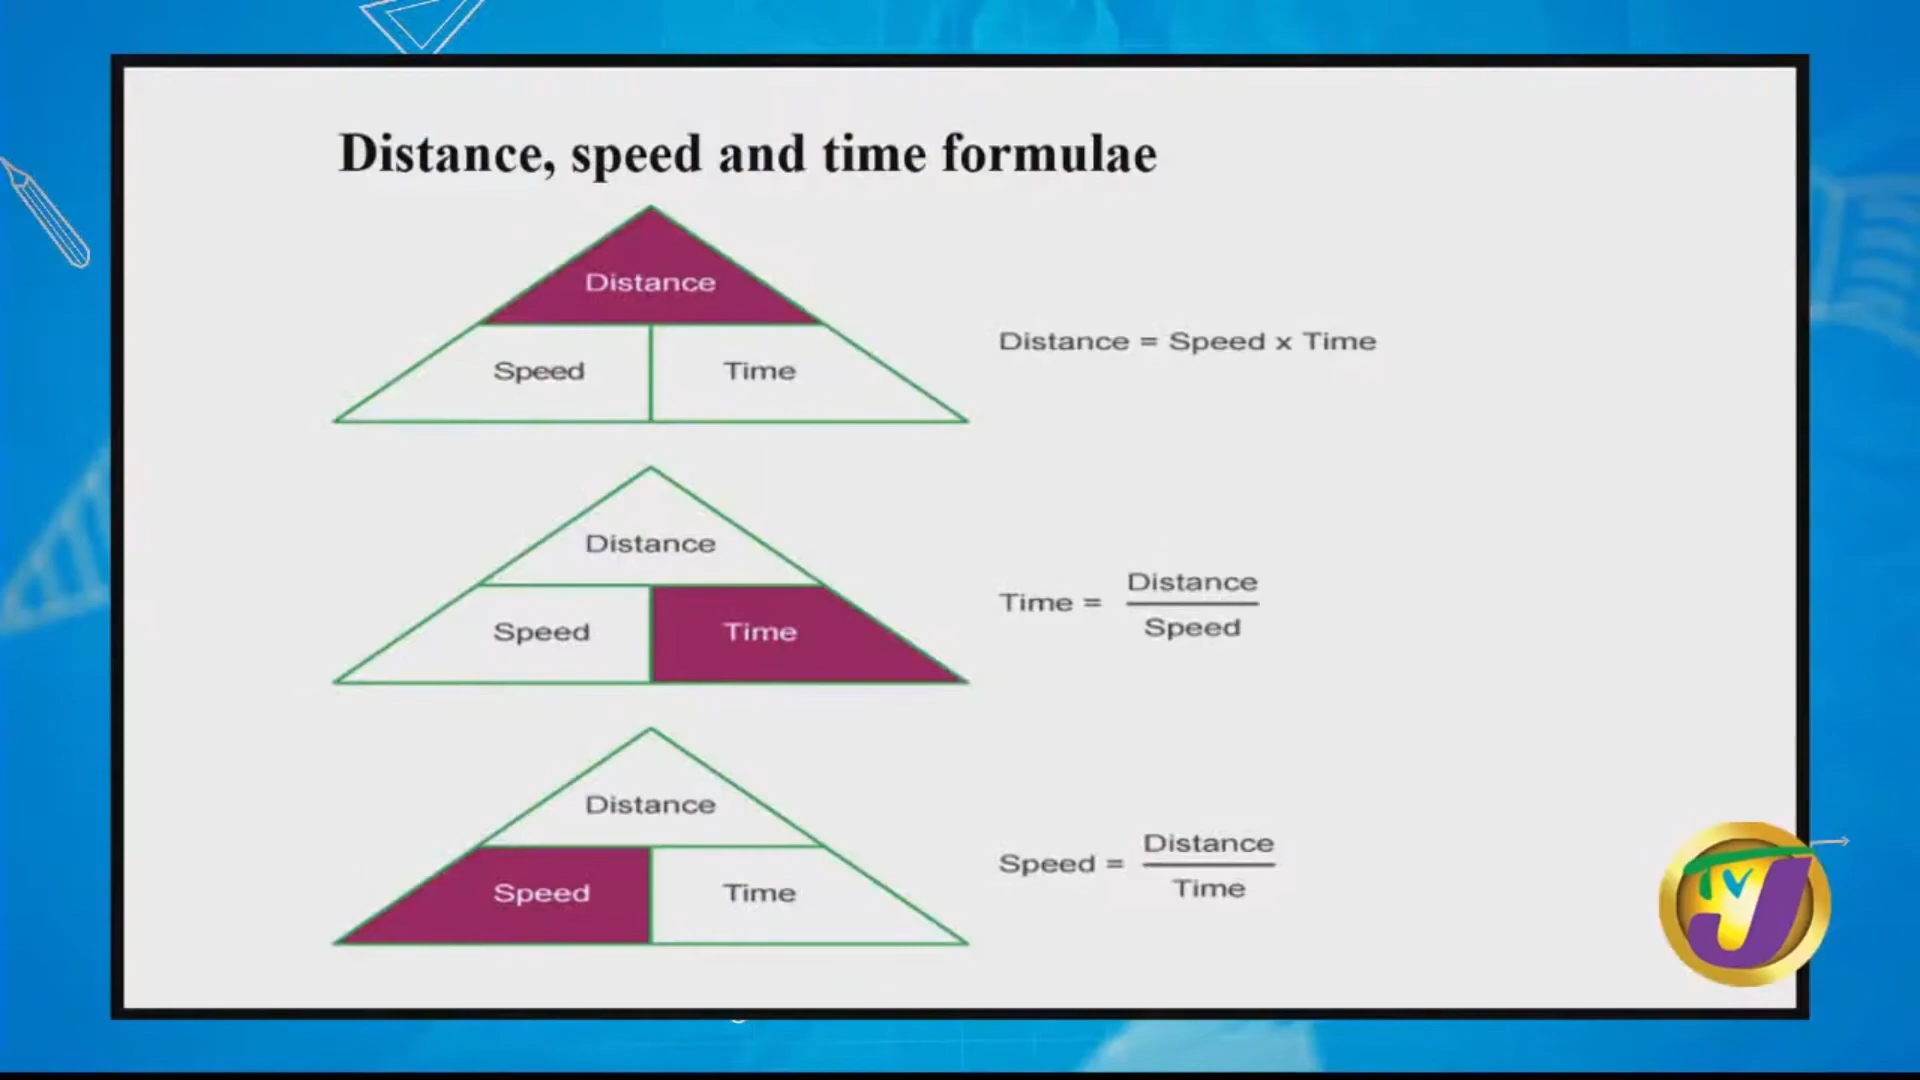 Distance, speed and time formulae
Distance
Speed Time
Distance = Speed x Time
Distance
Speed Time
Time = Distance
Speed
Distance
Speed Time
Speed = Distance
Time
TVJ